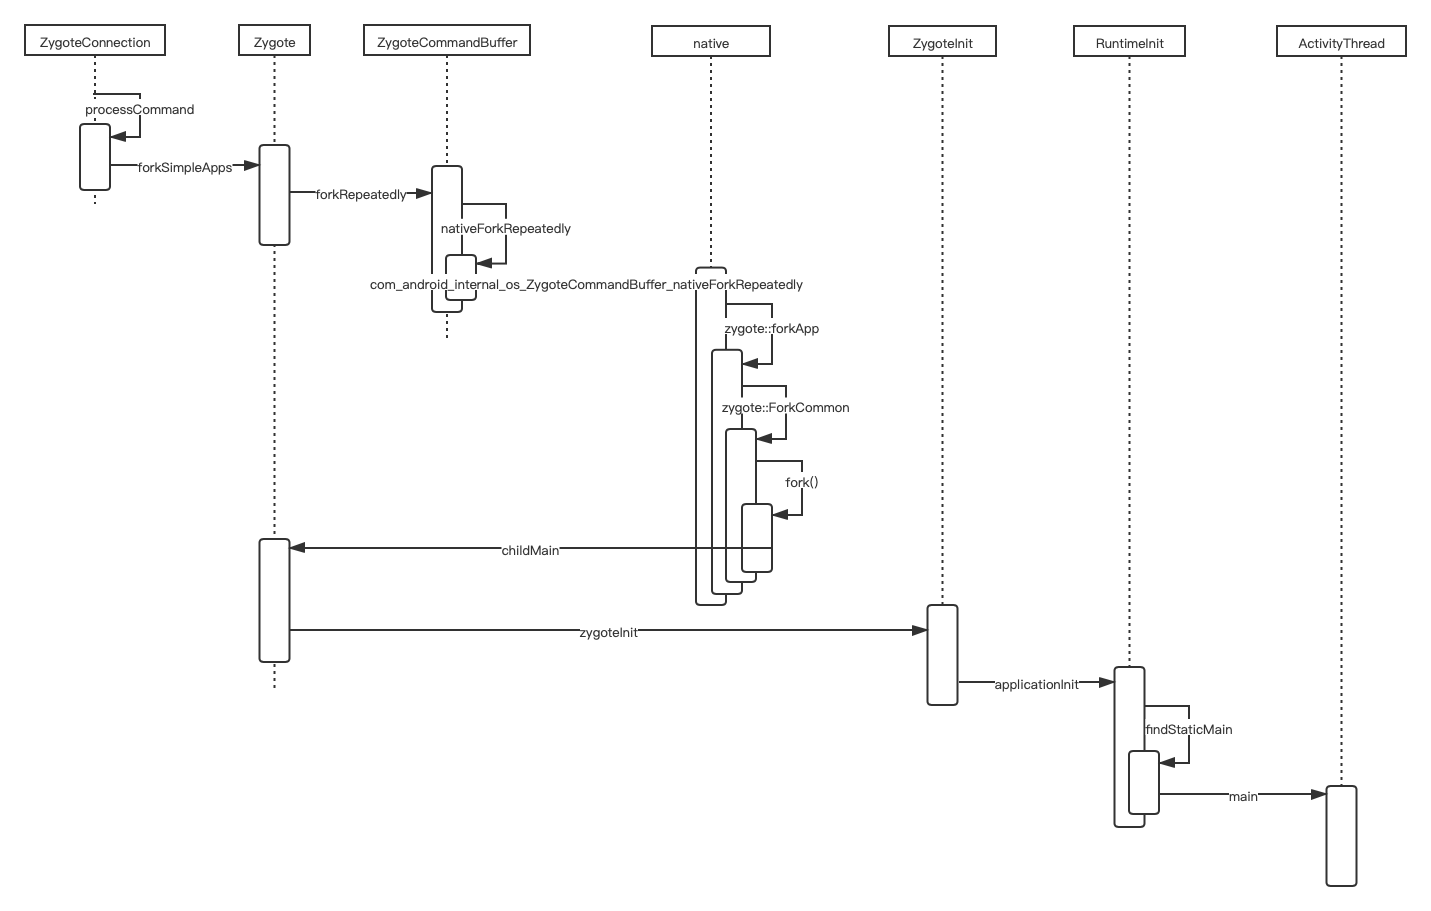 ZygoteConnection
Zygote
ZygoteCommandBuffer
native
ZygoteInit
RuntimeInit
ActivityThread
processCommand
forkSimpleApps
forkRepeatedly
nativeForkRepeatedly
com_android_internal_os_ZygoteCommandBuffer_nativeForkRepeatedly
zygote::forkApp
zygote::ForkCommon
fork()
childMain
zygoteInit
applicationInit
findStaticMain
main